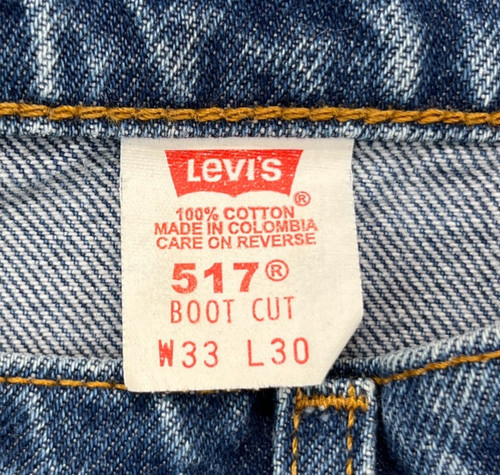 LEVI'S
®
100% COTTON
MADE IN COLOMBIA
CARE ON REVERSE
517®
BOOT CUT
W33 L30